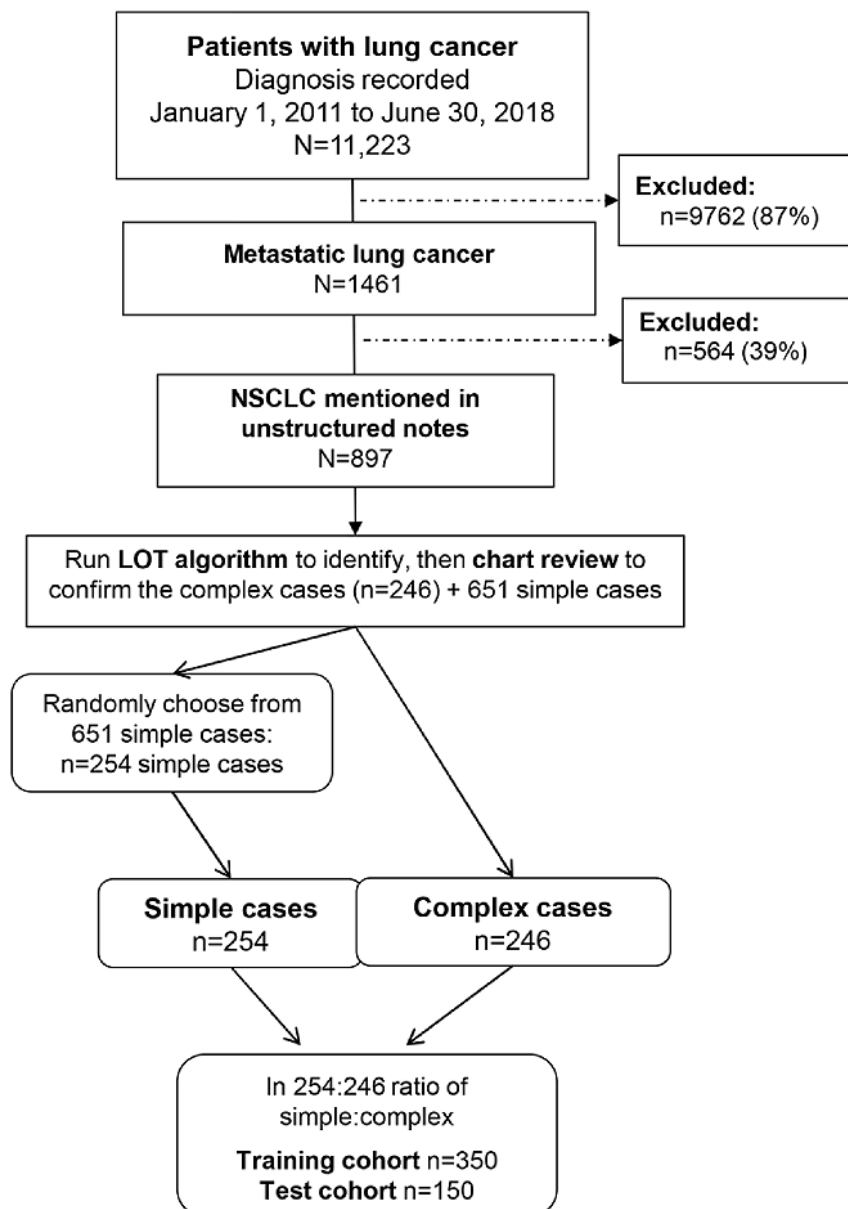 Patients with lung cancer
Diagnosis recorded
January 1, 2011 to June 30, 2018
N=11,223
Excluded:
n=9762 (87%)
Metastatic lung cancer
N=1461
Excluded:
n=564 (39%)
NSCLC mentioned in
unstructured notes
N=897
Run LOT algorithm to identify, then chart review to
confirm the complex cases (n=246) + 651 simple cases
Randomly choose from
651 simple cases:
n=254 simple cases
Simple cases
n=254
Complex cases
n=246
In 254:246 ratio of
simple:complex
Training cohort n=350
Test cohort n=150